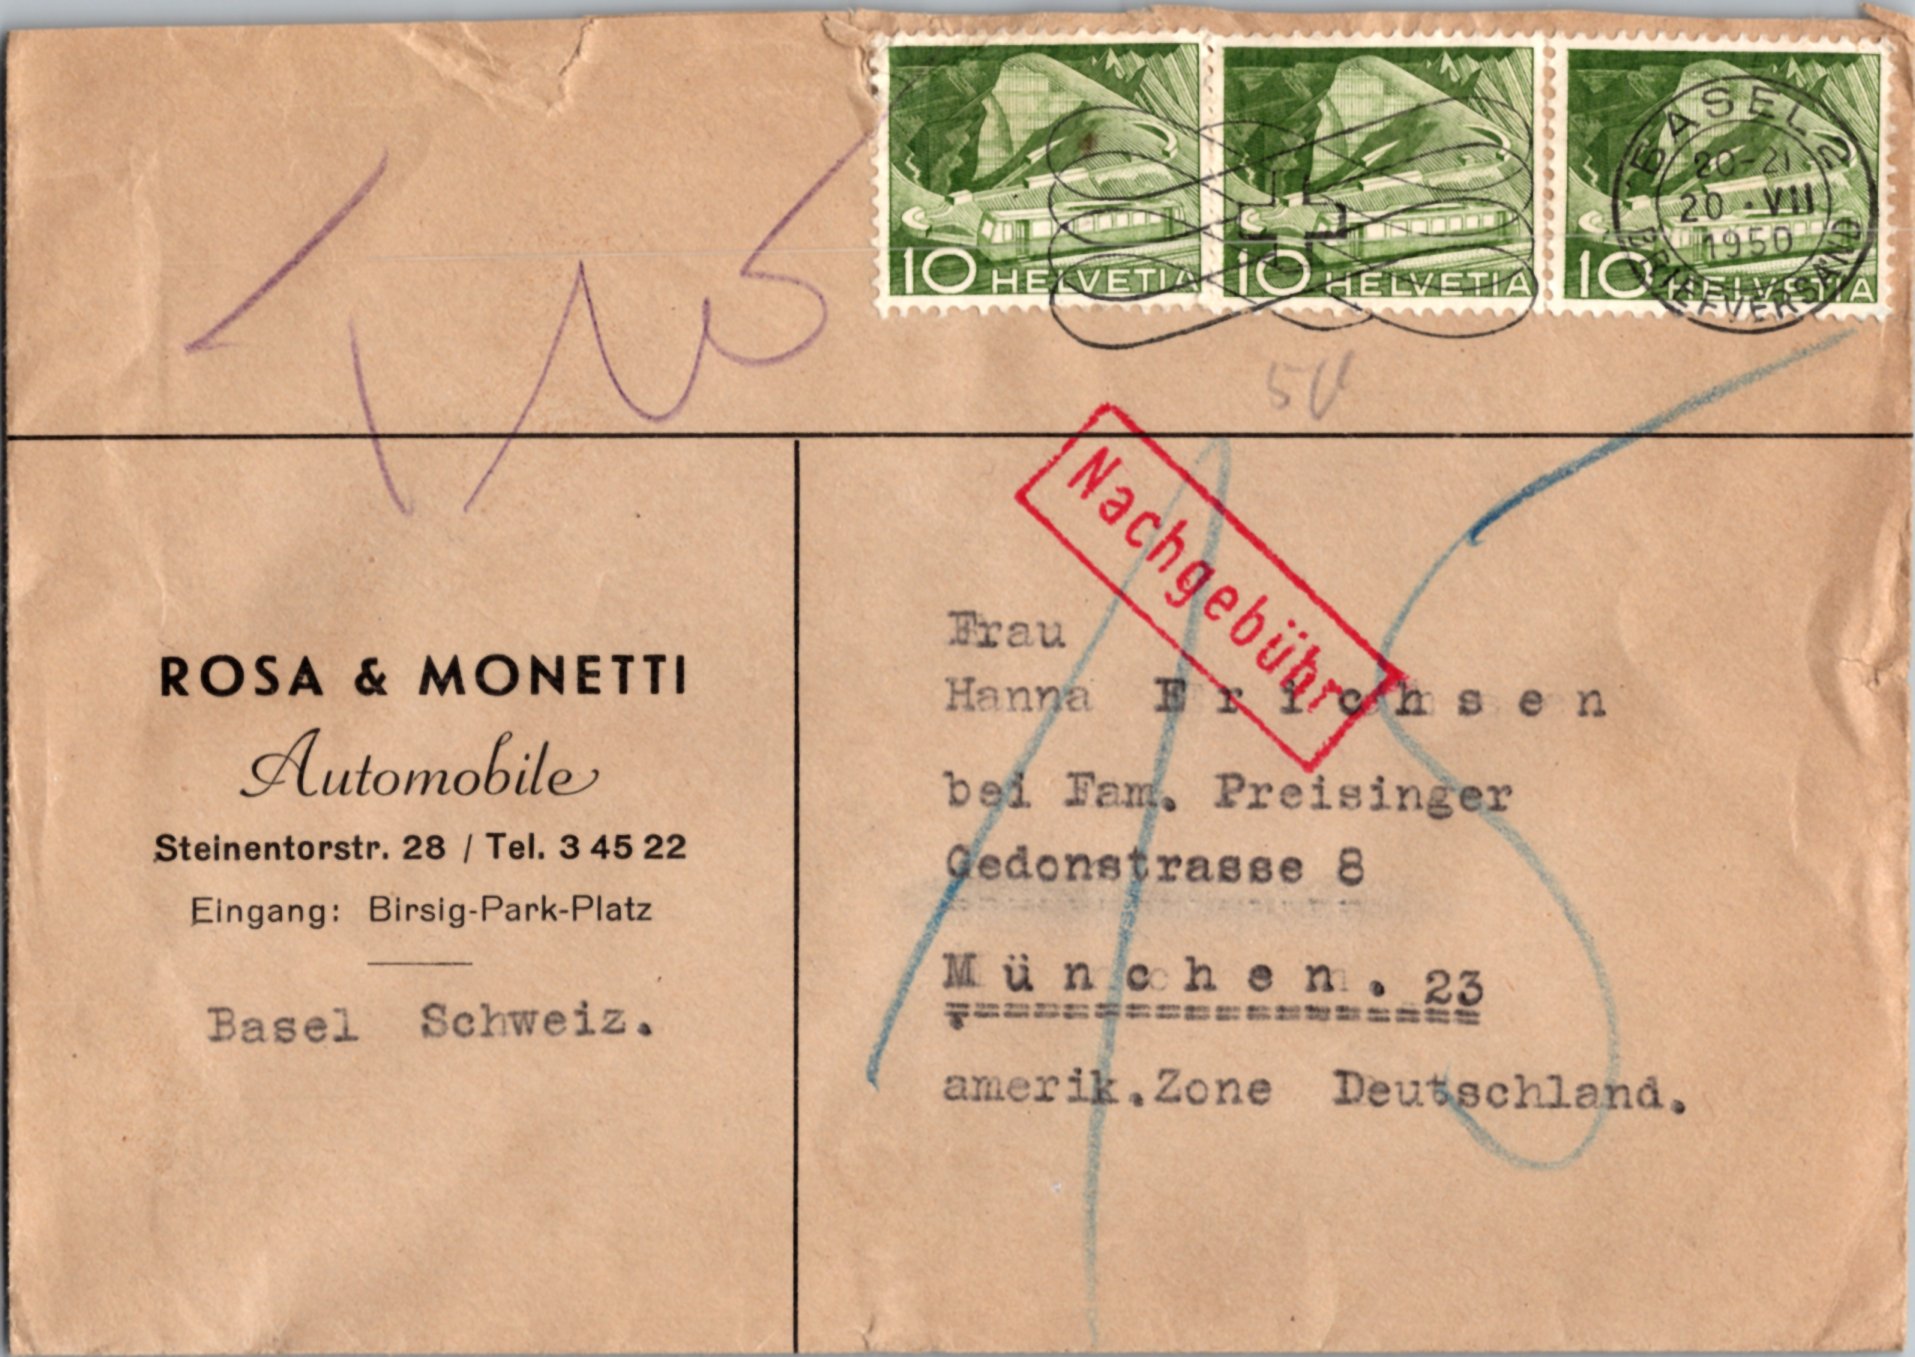 10 HELVETIA
10 HELVETIA
10 HELVETIA
BASEL 2
20-21
20 · VII
1950
BRIEFVERSAND
50
Nachgebühr
15
ROSA & MONETTI
Automobile
Steinentorstr. 28 / Tel. 3 45 22
Eingang: Birsig-Park-Platz
Basel Schweiz.
Frau
Hanna Erichsen
bei Fam. Preisinger
Gedonstrasse 8
München. 23
amerik.Zone Deutschland.